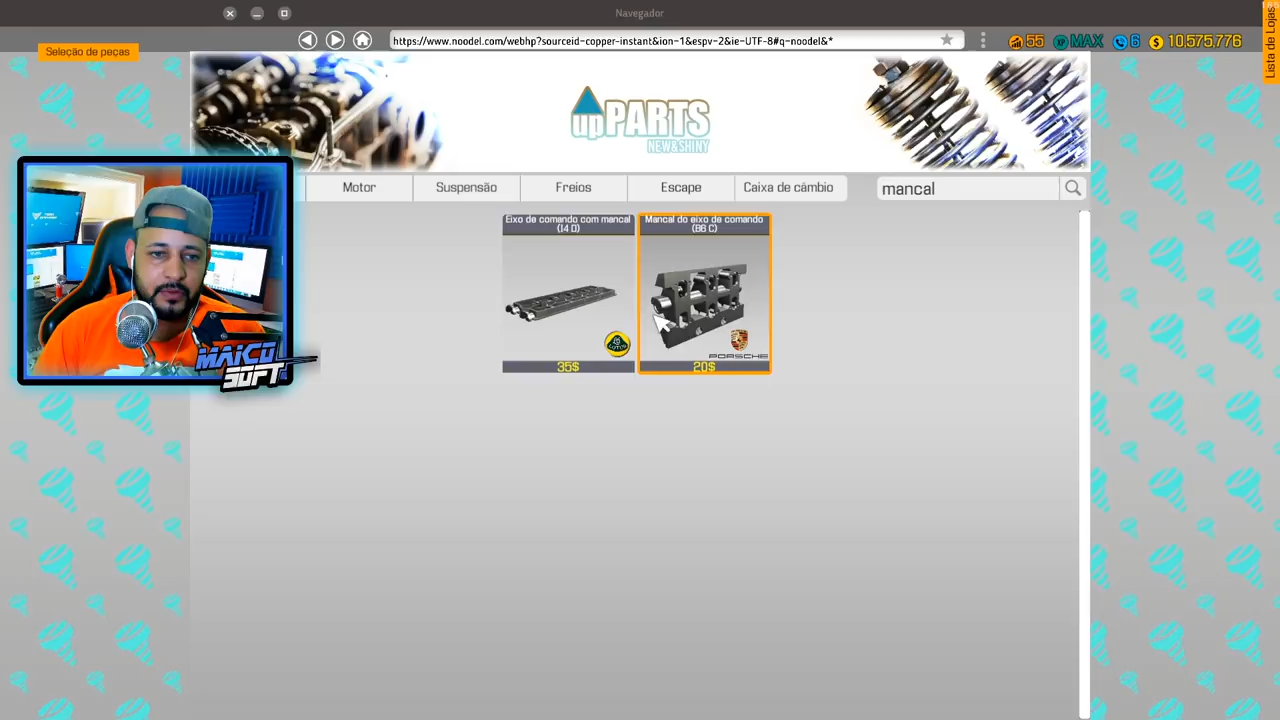 Navegador
Lista de Lojas
https://www.noodel.com/webhp?sourceid-copper-instant&ion-1&espv-2&ie-UTF-8#q-noodel&*
55
MAX
6
$ 10,575,776
Seleção de peças
upPARTS
NEW&SHINY
Motor
Suspensão
Freios
Escape
Caixa de câmbio
mancal
Eixo de comando com mancal
(I4 D)
Mancal do eixo de comando
(B6 C)
LOTUS
PORSCHE
35$
20$
MAICO
SOFT